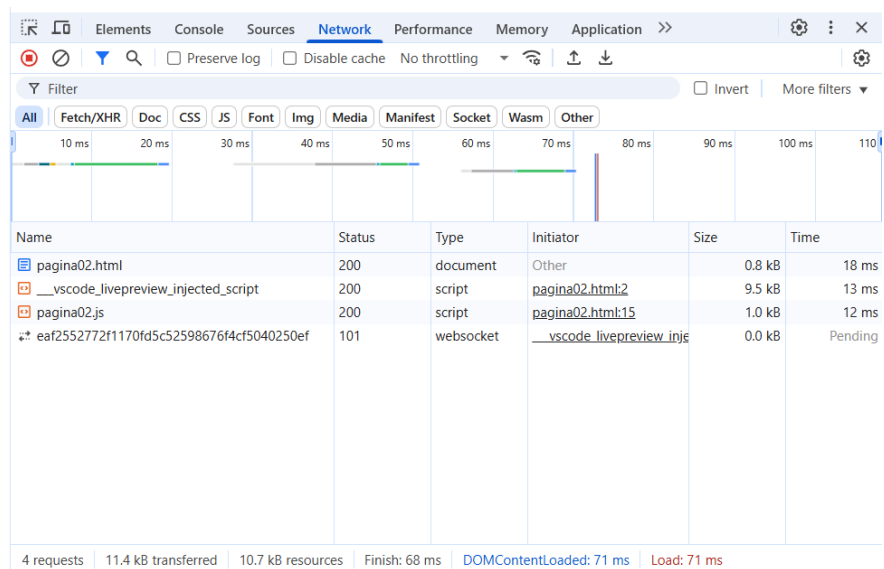 Elements Console Sources Network Performance Memory Application
Preserve log Disable cache No throttling
Filter Invert More filters
All Fetch/XHR Doc CSS JS Font Img Media Manifest Socket Wasm Other
10 ms 20 ms 30 ms 40 ms 50 ms 60 ms 70 ms 80 ms 90 ms 100 ms 110
Name Status Type Initiator Size Time
pagina02.html 200 document Other 0.8 kB 18 ms
___vscode_livepreview_injected_script 200 script pagina02.html:2 9.5 kB 13 ms
pagina02.js 200 script pagina02.html:15 1.0 kB 12 ms
eaf2552772f1170fd5c52598676f4cf5040250ef 101 websocket ___vscode_livepreview_inje 0.0 kB Pending
4 requests 11.4 kB transferred 10.7 kB resources Finish: 68 ms DOMContentLoaded: 71 ms Load: 71 ms